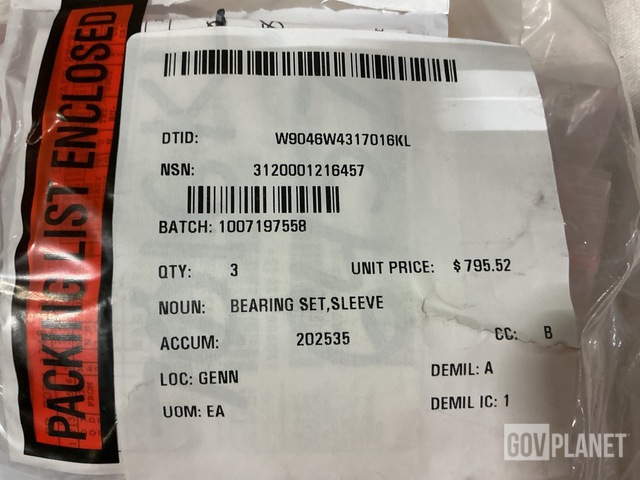 PACKING LIST ENCLOSED
DTID: W9046W4317016KL
NSN: 3120001216457
BATCH: 1007197558
QTY: 3 UNIT PRICE: $795.52
NOUN: BEARING SET,SLEEVE
ACCUM: 202535 CC: B
LOC: GENN DEMIL: A
UOM: EA DEMIL IC: 1
GOVPLANET